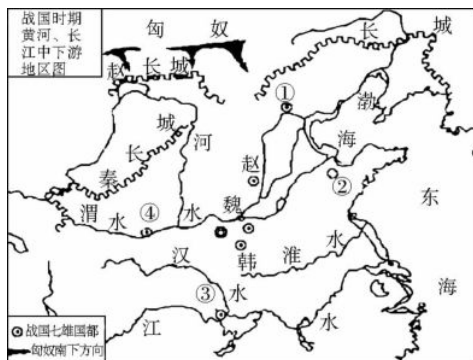 战国时期
黄河、长
江中下游
地区图
匈 奴
长 城
赵 长 城
①
渤
海
城
长
秦
河
赵
②
东
海
渭 水
④
水
魏
韩
淮 水
汉 水
③
江 水
战国七雄国都
匈奴南下方向